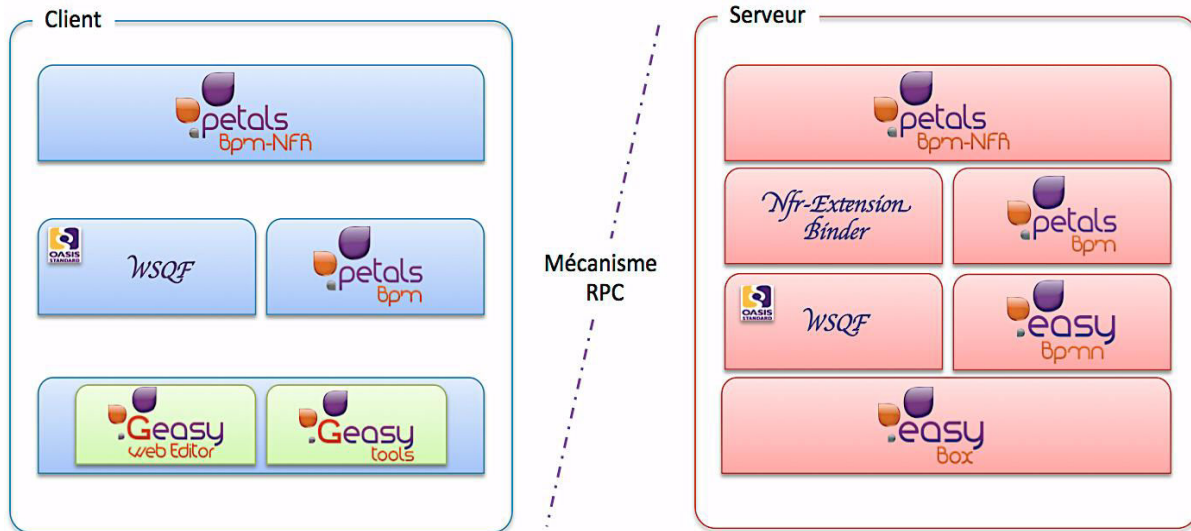 Client
petals
Bpm-NFR
OASIS
STANDARD
WSQF
petals
Bpm
Geasy
web Editor
Geasy
tools
Mécanisme
RPC
Serveur
petals
Bpm-NFR
Nfr-Extension
Binder
petals
Bpm
OASIS
STANDARD
WSQF
easy
Bpmn
easy
Box